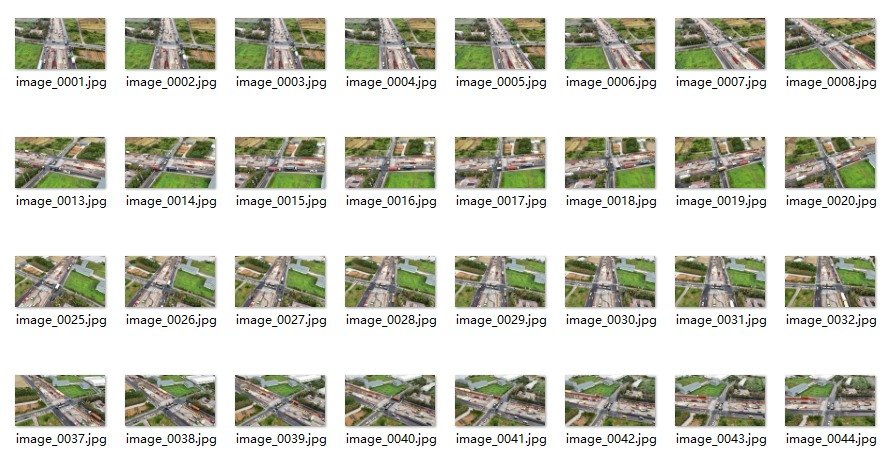 image_0001.jpg image_0002.jpg image_0003.jpg image_0004.jpg image_0005.jpg image_0006.jpg image_0007.jpg image_0008.jpg
image_0013.jpg image_0014.jpg image_0015.jpg image_0016.jpg image_0017.jpg image_0018.jpg image_0019.jpg image_0020.jpg
image_0025.jpg image_0026.jpg image_0027.jpg image_0028.jpg image_0029.jpg image_0030.jpg image_0031.jpg image_0032.jpg
image_0037.jpg image_0038.jpg image_0039.jpg image_0040.jpg image_0041.jpg image_0042.jpg image_0043.jpg image_0044.jpg